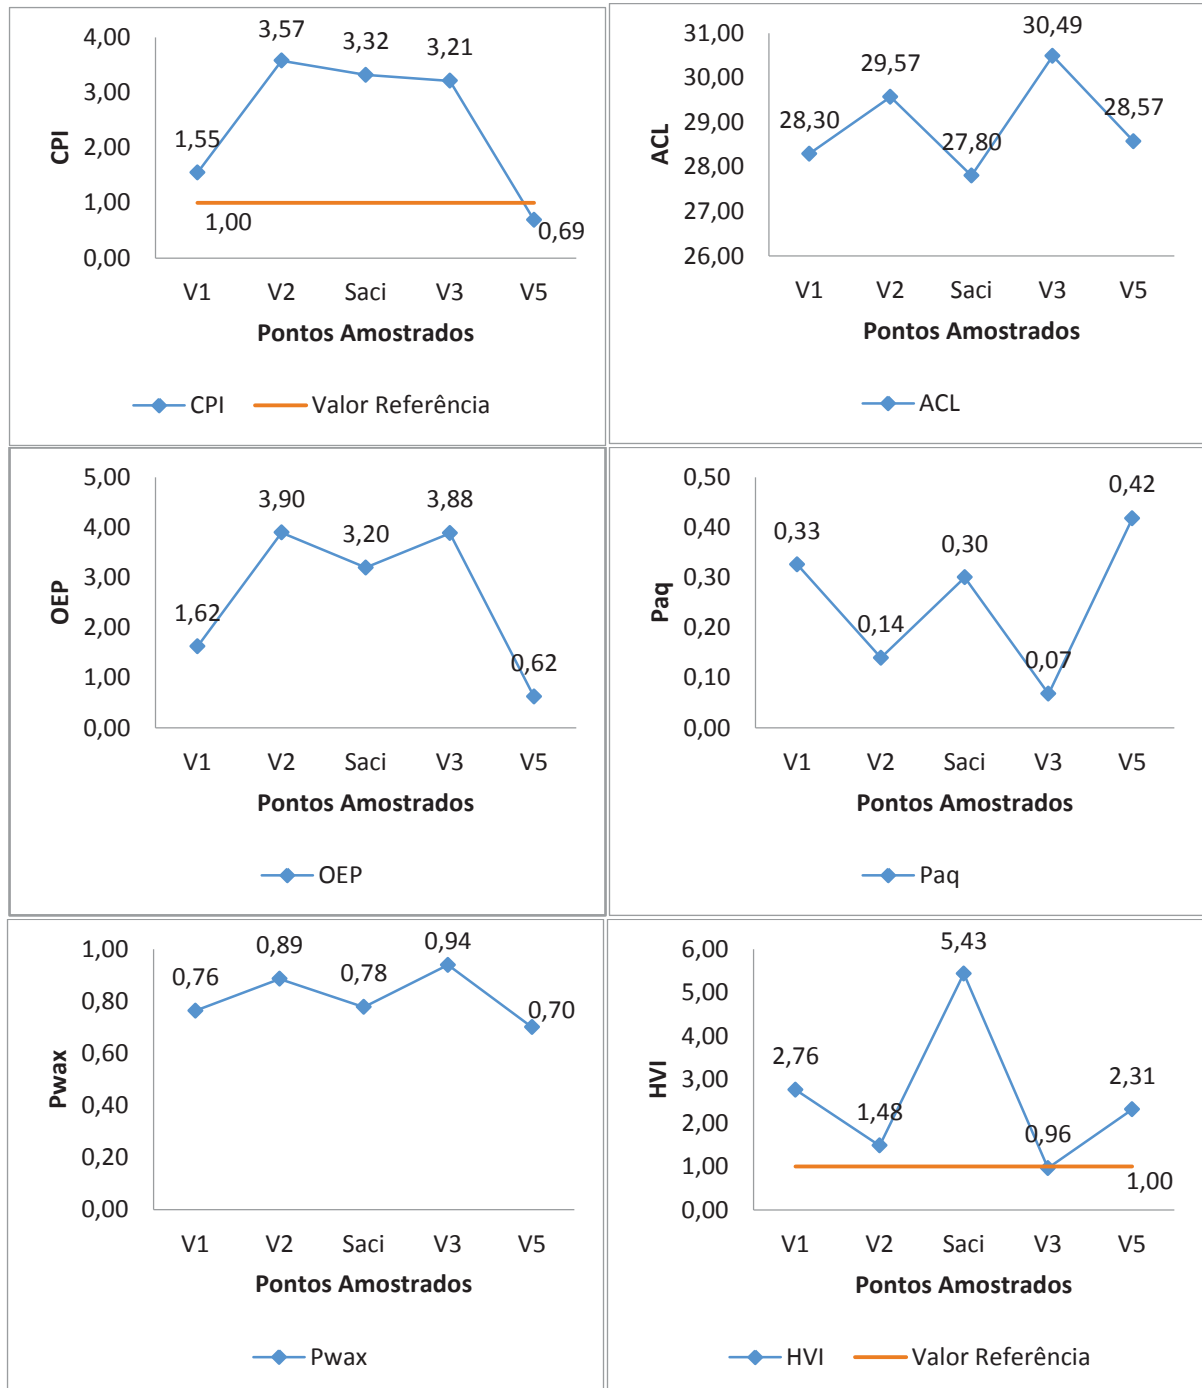 4,00
3,00
2,00
1,00
0,00
CPI
1,55
3,57
3,32
3,21
0,69
1,00
V1 V2 Saci V3 V5
Pontos Amostrados
CPI Valor Referência
31,00
30,00
29,00
28,00
27,00
26,00
ACL
28,30
29,57
27,80
30,49
28,57
V1 V2 Saci V3 V5
Pontos Amostrados
ACL
5,00
4,00
3,00
2,00
1,00
0,00
OEP
1,62
3,90
3,20
3,88
0,62
V1 V2 Saci V3 V5
Pontos Amostrados
OEP
0,50
0,40
0,30
0,20
0,10
0,00
Paq
0,33
0,14
0,30
0,07
0,42
V1 V2 Saci V3 V5
Pontos Amostrados
Paq
1,00
0,80
0,60
0,40
0,20
0,00
Pwax
0,76
0,89
0,78
0,94
0,70
V1 V2 Saci V3 V5
Pontos Amostrados
Pwax
6,00
5,00
4,00
3,00
2,00
1,00
0,00
HVI
2,76
1,48
5,43
0,96
2,31
1,00
V1 V2 Saci V3 V5
Pontos Amostrados
HVI Valor Referência